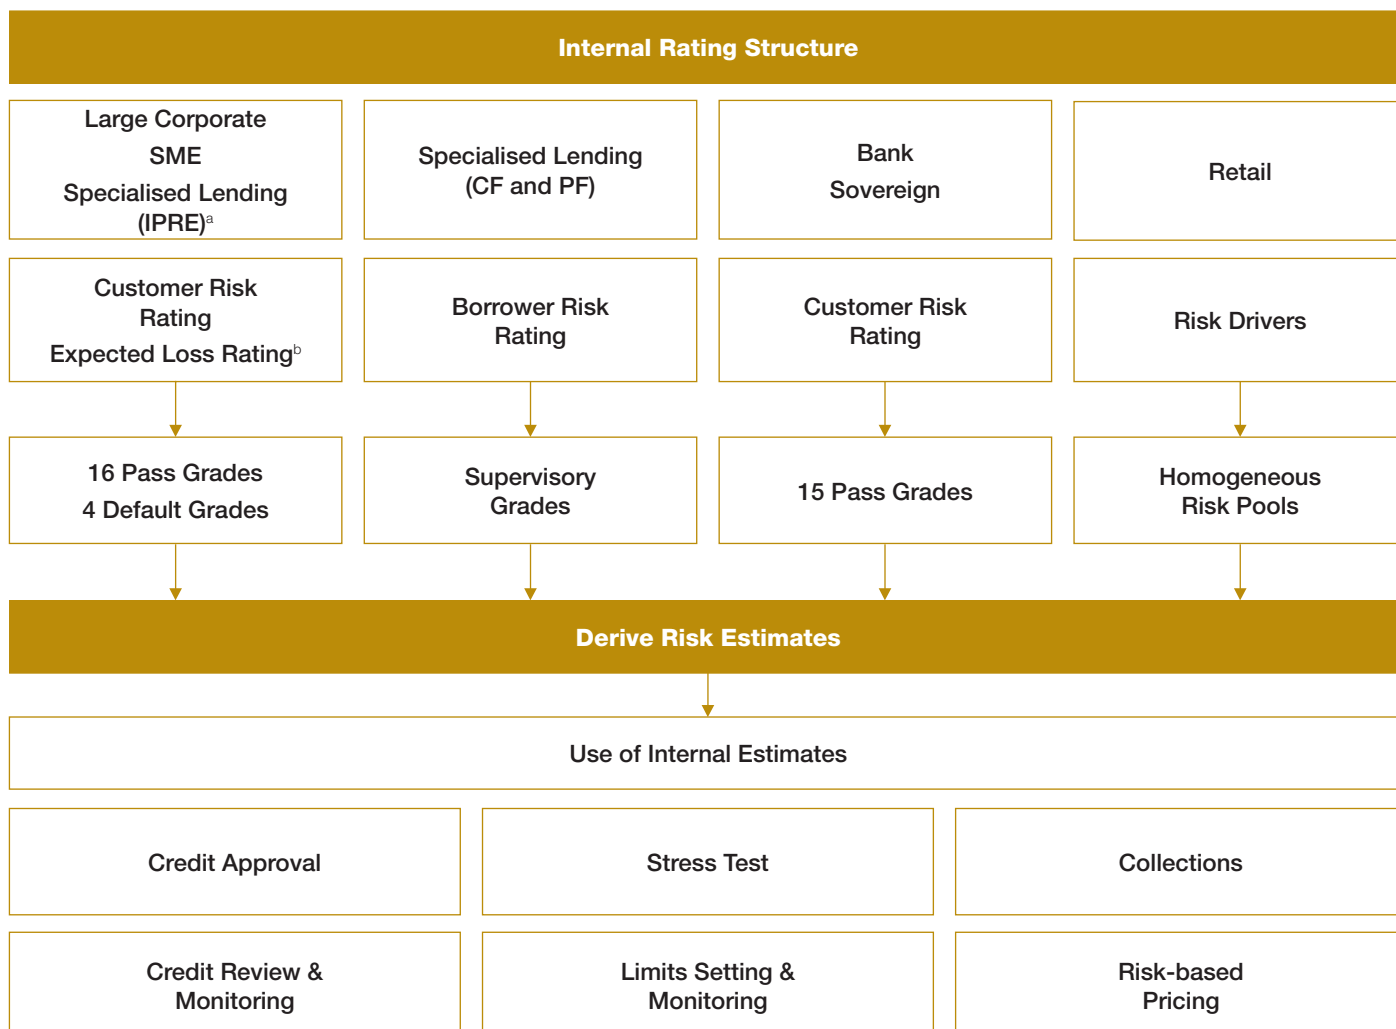 Internal Rating Structure
Large Corporate
SME
Specialised Lending
(IPRE)ᵃ
Specialised Lending
(CF and PF)
Bank
Sovereign
Retail
Customer Risk
Rating
Expected Loss Ratingᵇ
Borrower Risk
Rating
Customer Risk
Rating
Risk Drivers
16 Pass Grades
4 Default Grades
Supervisory
Grades
15 Pass Grades
Homogeneous
Risk Pools
Derive Risk Estimates
Use of Internal Estimates
Credit Approval
Stress Test
Collections
Credit Review &
Monitoring
Limits Setting &
Monitoring
Risk-based
Pricing